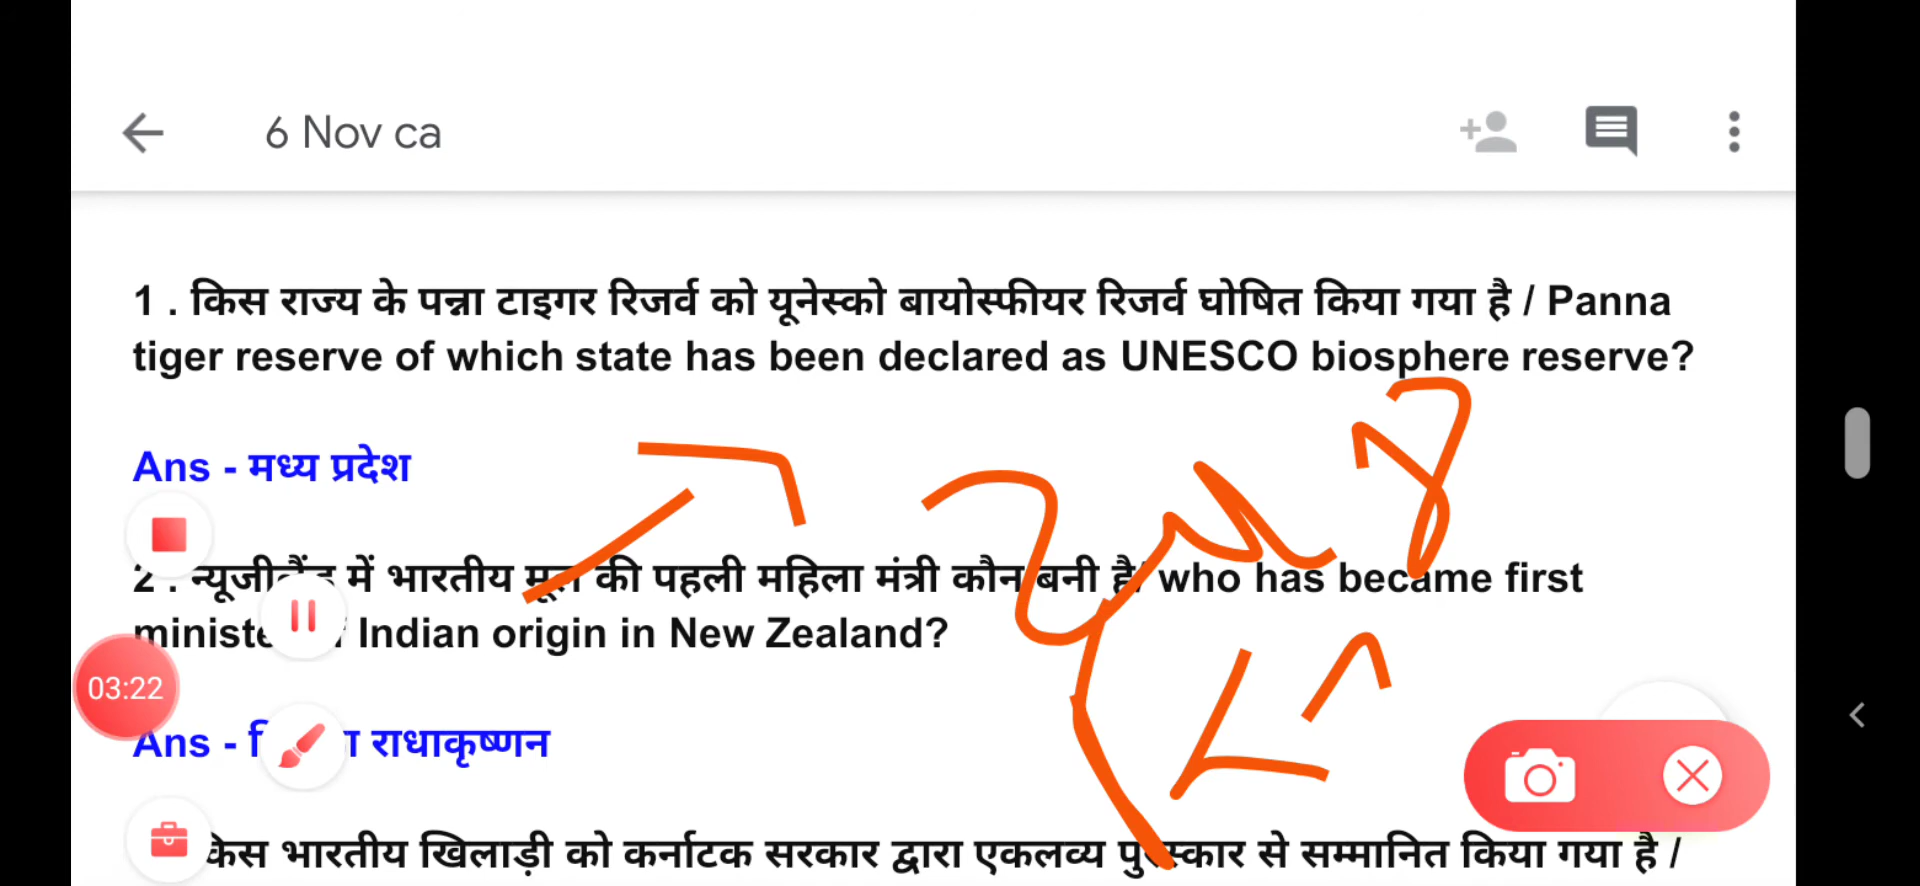 6 Nov ca
1 . किस राज्य के पन्ना टाइगर रिजर्व को यूनेस्को बायोस्फीयर रिजर्व घोषित किया गया है / Panna
tiger reserve of which state has been declared as UNESCO biosphere reserve?
Ans - मध्य प्रदेश
2 . न्यूजीलैंड में भारतीय मूल की पहली महिला मंत्री कौन बनी है/ who has became first
Indian origin in New Zealand?
03:22
Ans - राधाकृष्णन
भारतीय खिलाड़ी को कर्नाटक सरकार द्वारा एकलव्य पुरस्कार से सम्मानित किया गया है /